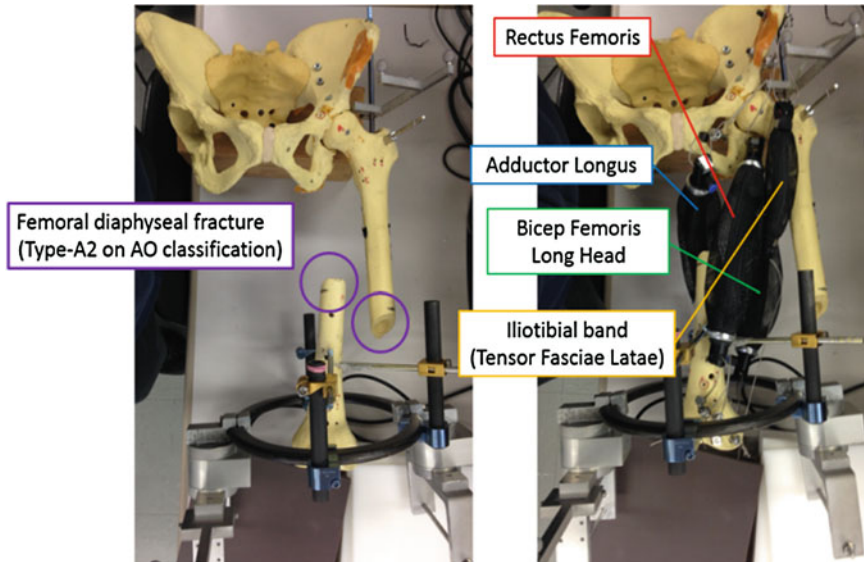 Femoral diaphyseal fracture
(Type-A2 on AO classification)
Rectus Femoris
Adductor Longus
Bicep Femoris
Long Head
Iliotibial band
(Tensor Fasciae Latae)